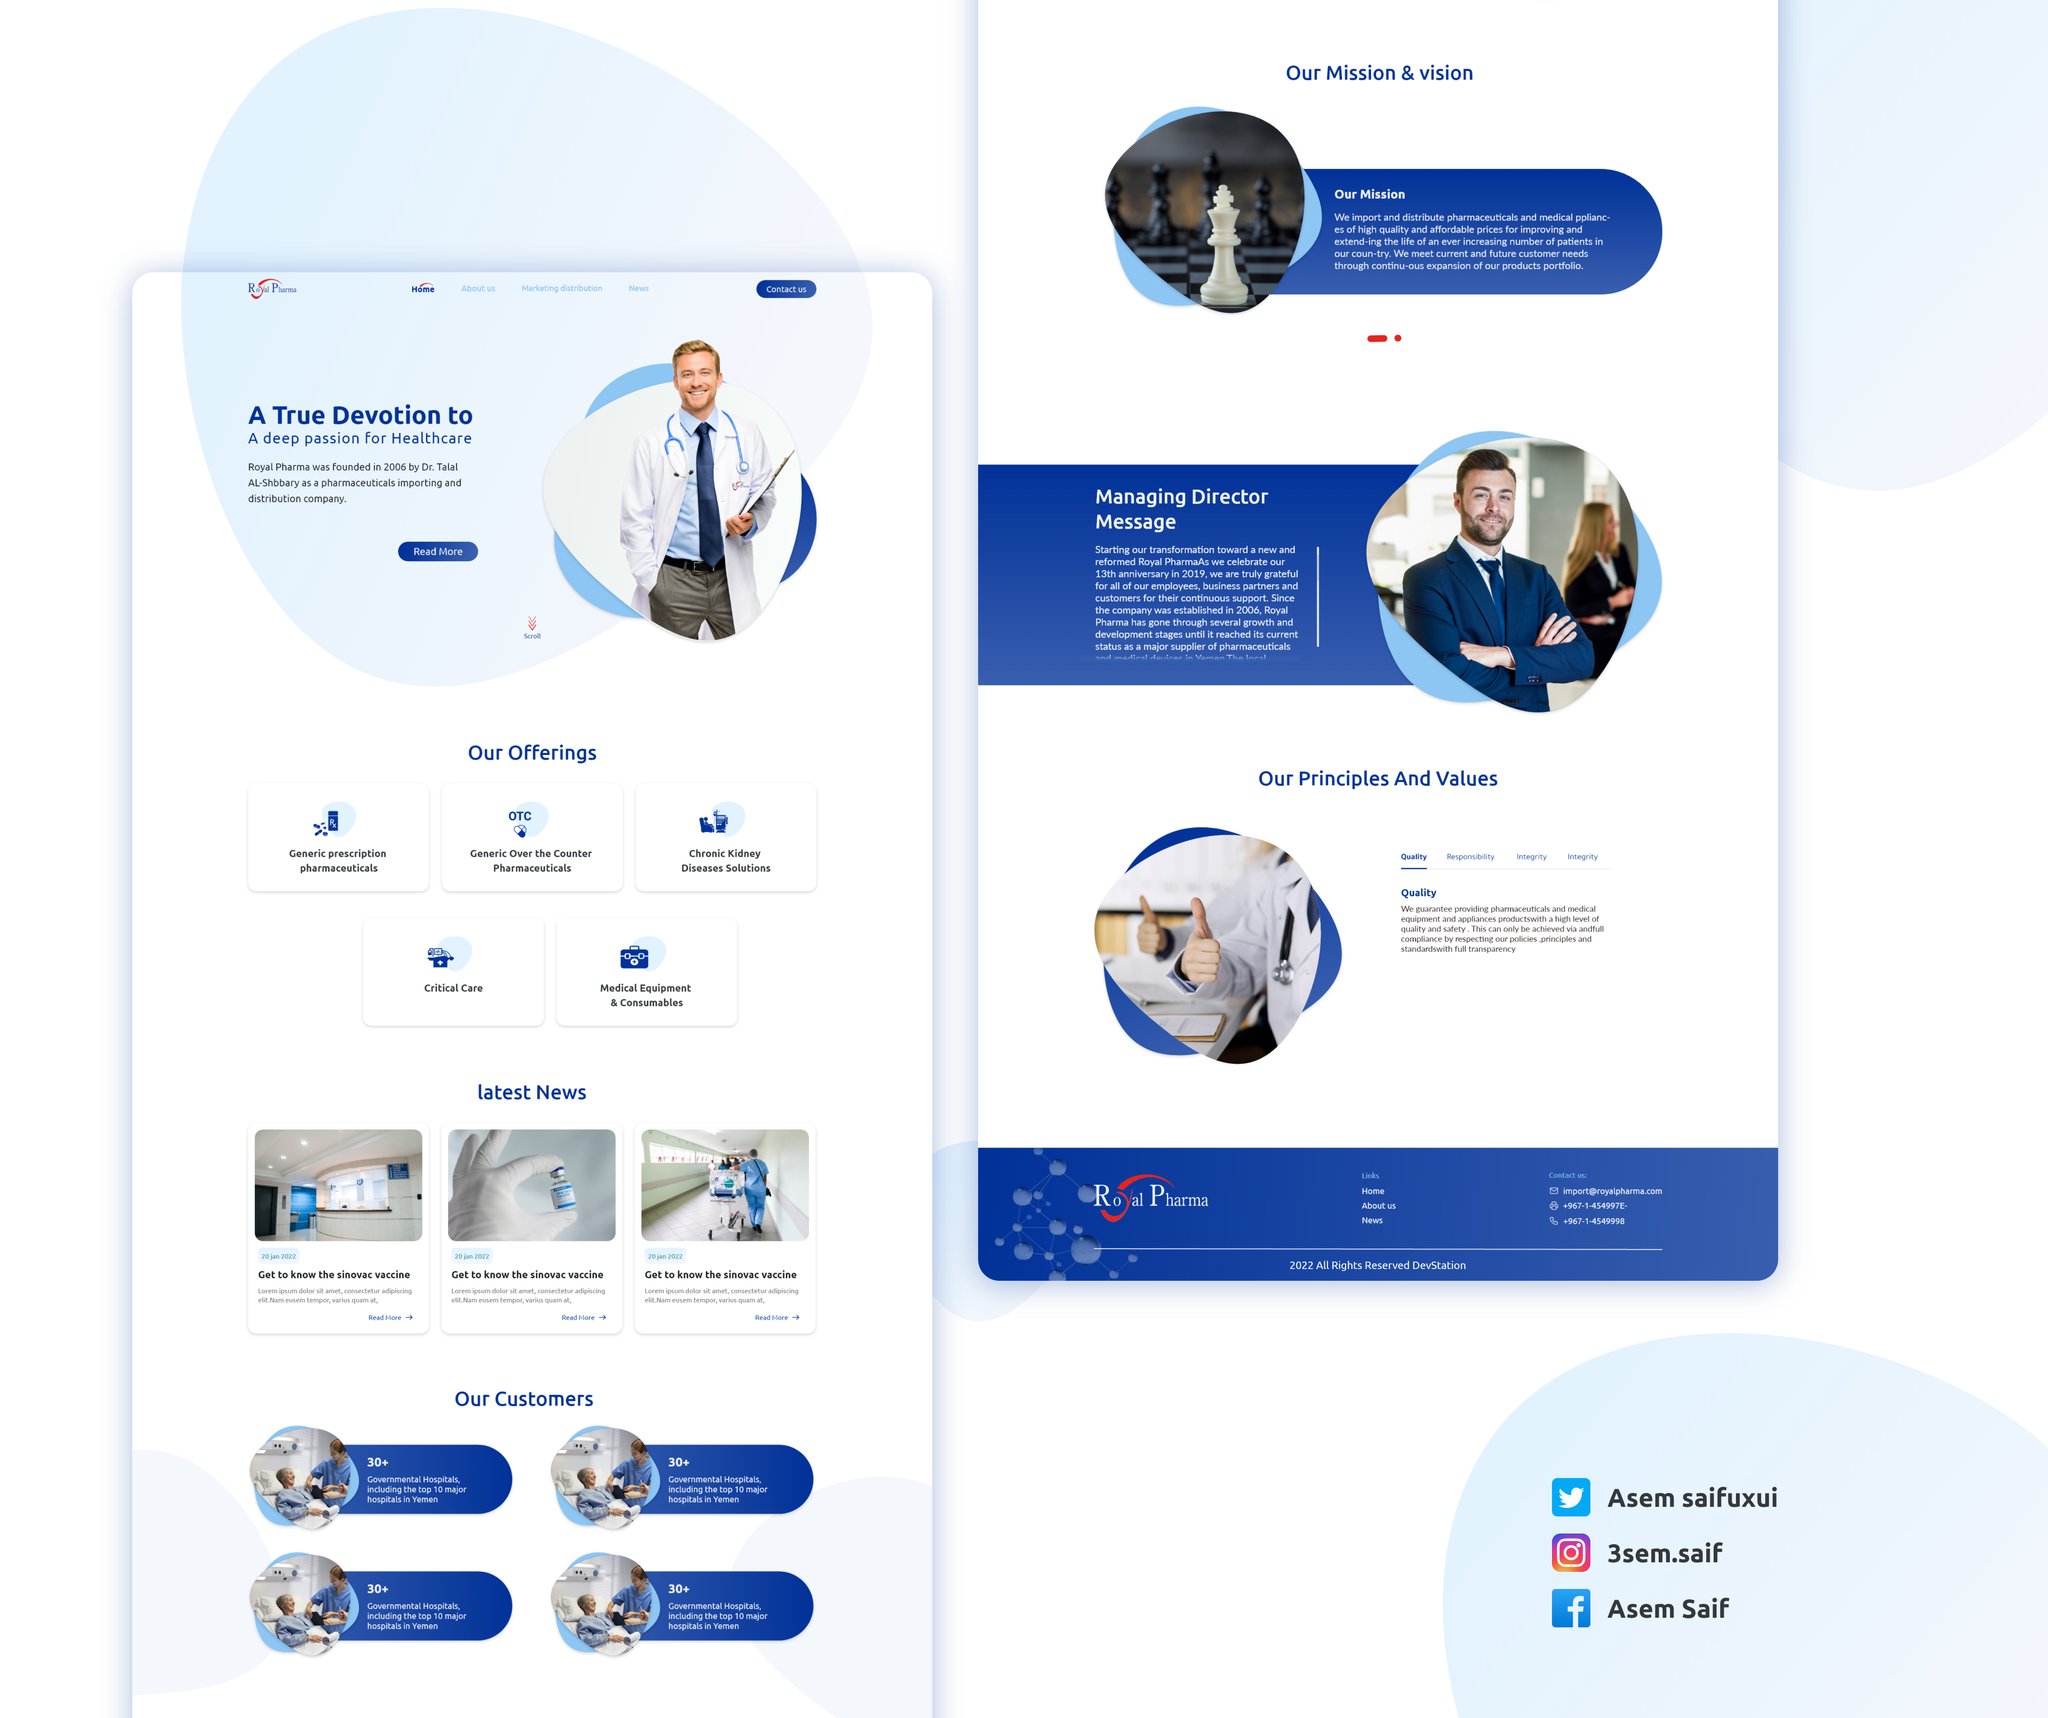 Royal Pharma
Home
About us
Marketing distribution
News
Contact us
A True Devotion to
A deep passion for Healthcare
Royal Pharma was founded in 2006 by Dr. Talal
AL-Shbbary as a pharmaceuticals importing and
distribution company.
Read More
Scroll
Our Offerings
Generic prescription
pharmaceuticals
OTC
Generic Over the Counter
Pharmaceuticals
Chronic Kidney
Diseases Solutions
Critical Care
Medical Equipment
& Consumables
latest News
20 jan 2022
Get to know the sinovac vaccine
Lorem ipsum dolor sit amet, consectetur adipiscing
elit.Nam eusem tempor, varius quam at,
Read More
20 jan 2022
Get to know the sinovac vaccine
Lorem ipsum dolor sit amet, consectetur adipiscing
elit.Nam eusem tempor, varius quam at,
Read More
20 jan 2022
Get to know the sinovac vaccine
Lorem ipsum dolor sit amet, consectetur adipiscing
elit.Nam eusem tempor, varius quam at,
Read More
Our Customers
30+
Governmental Hospitals,
including the top 10 major
hospitals in Yemen
30+
Governmental Hospitals,
including the top 10 major
hospitals in Yemen
30+
Governmental Hospitals,
including the top 10 major
hospitals in Yemen
30+
Governmental Hospitals,
including the top 10 major
hospitals in Yemen
Our Mission & vision
Our Mission
We import and distribute pharmaceuticals and medical pplianc-
es of high quality and affordable prices for improving and
extend-ing the life of an ever increasing number of patients in
our coun-try. We meet current and future customer needs
through continu-ous expansion of our products portfolio.
Managing Director
Message
Starting our transformation toward a new and
reformed Royal PharmaAs we celebrate our
13th anniversary in 2019, we are truly grateful
for all of our employees, business partners and
customers for their continuous support. Since
the company was established in 2006, Royal
Pharma has gone through several growth and
development stages until it reached its current
status as a major supplier of pharmaceuticals
and medical devices in Yemen.The local
Our Principles And Values
Quality
Responsibility
Integrity
Integrity
Quality
We guarantee providing pharmaceuticals and medical
equipment and appliances productswith a high level of
quality and safety . This can only be achieved via andfull
compliance by respecting our policies ,principles and
standardswith full transparency
Royal Pharma
Links
Home
About us
News
Contact us:
import@royalpharma.com
+967-1-454997E-
+967-1-4549998
2022 All Rights Reserved DevStation
Asem saifuxui
3sem.saif
Asem Saif